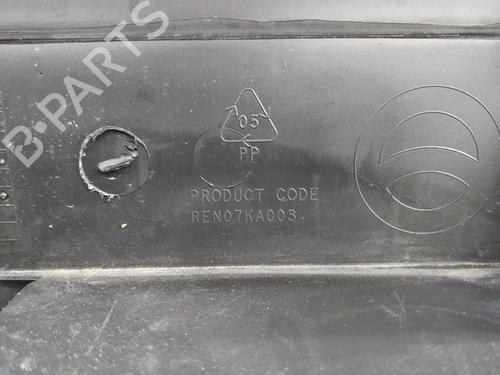 B-PARTS
05
PP
PRODUCT CODE
REN07KA003